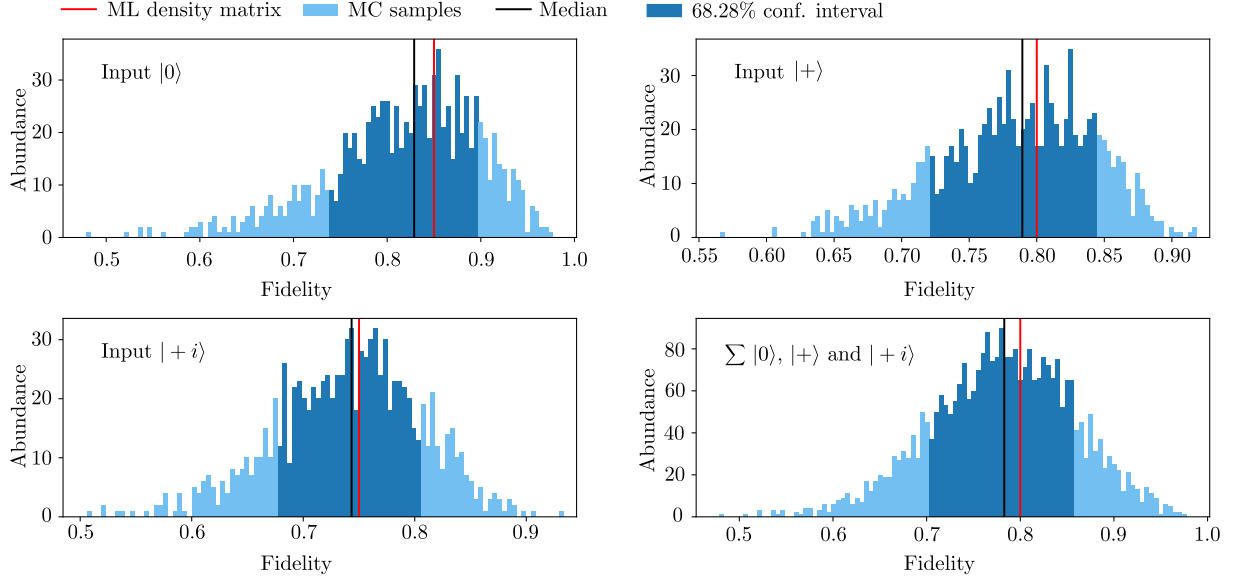 ML density matrix MC samples Median 68.28% conf. interval
Input |0⟩
Abundance
0 10 20 30
0.5 0.6 0.7 0.8 0.9 1.0
Fidelity
Input |+⟩
Abundance
0 10 20 30
0.55 0.60 0.65 0.70 0.75 0.80 0.85 0.90
Fidelity
Input | + i⟩
Abundance
0 10 20 30
0.5 0.6 0.7 0.8 0.9
Fidelity
∑ |0⟩, |+⟩ and | + i⟩
Abundance
0 20 40 60 80
0.5 0.6 0.7 0.8 0.9 1.0
Fidelity